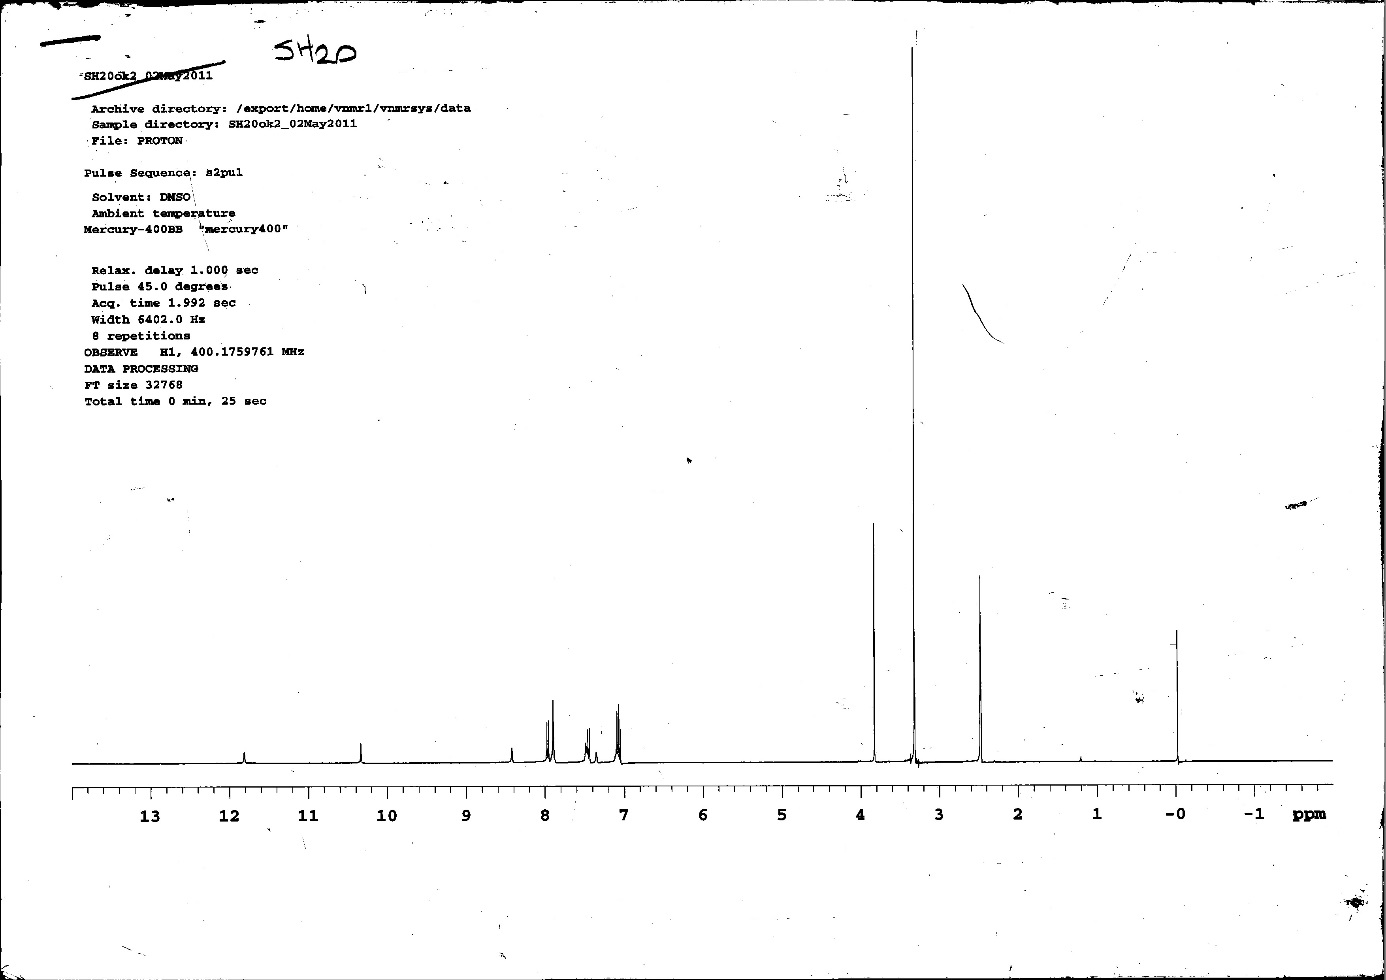 SH20
SH20ok2_02May2011
Archive directory: /export/home/vnmr1/vnmrsys/data
Sample directory: SH20ok2_02May2011
File: PROTON
Pulse Sequence: s2pul
Solvent: DMSO
Ambient temperature
Mercury-400BB "mercury400"
Relax. delay 1.000 sec
Pulse 45.0 degrees
Acq. time 1.992 sec
Width 6402.0 Hz
8 repetitions
OBSERVE H1, 400.1759761 MHz
DATA PROCESSING
FT size 32768
Total time 0 min, 25 sec
13 12 11 10 9 8 7 6 5 4 3 2 1 -0 -1 ppm